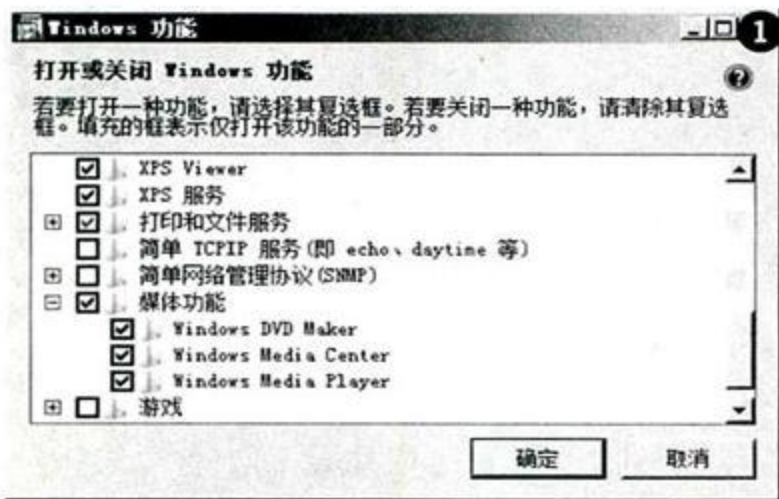 Windows 功能
1
打开或关闭 Windows 功能
若要打开一种功能，请选择其复选框。若要关闭一种功能，请清除其复选
框。填充的框表示仅打开该功能的一部分。
XPS Viewer
XPS 服务
打印和文件服务
简单 TCPIP 服务(即 echo、daytime 等)
简单网络管理协议(SNMP)
媒体功能
Windows DVD Maker
Windows Media Center
Windows Media Player
游戏
确定
取消